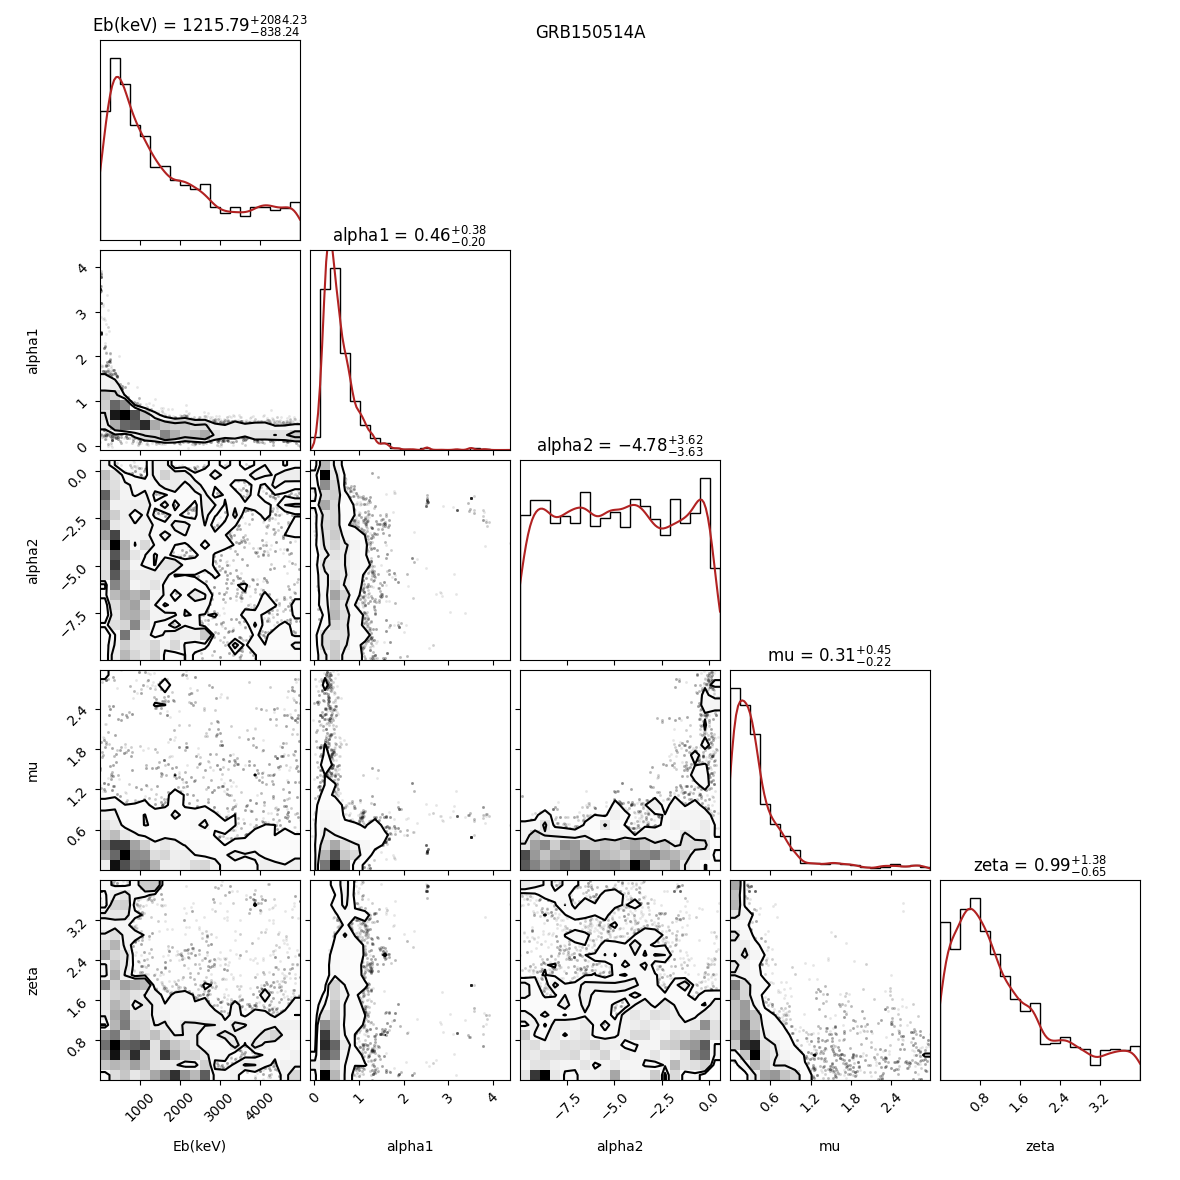 GRB150514A
Eb(keV) = 1215.79+2084.23 −838.24
alpha1 = 0.46+0.38 −0.20
4
3
2
1
0
alpha1
alpha2 = −4.78+3.62 −3.63
0.0
−2.5
−5.0
−7.5
alpha2
mu = 0.31+0.45 −0.22
2.4
1.8
1.2
0.6
mu
zeta = 0.99+1.38 −0.65
3.2
2.4
1.6
0.8
zeta
1000 2000 3000 4000
0 1 2 3 4
−7.5 −5.0 −2.5 0.0
0.6 1.2 1.8 2.4
0.8 1.6 2.4 3.2
Eb(keV) alpha1 alpha2 mu zeta